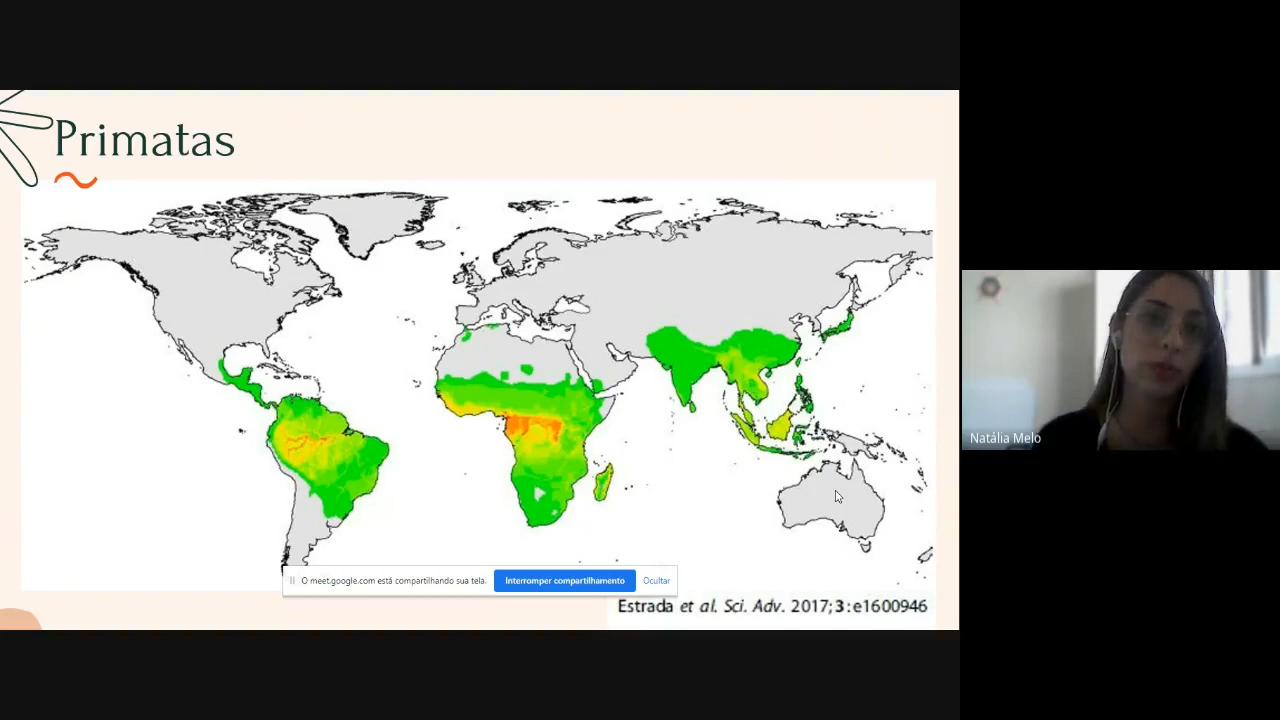 Primatas
Natália Melo
O meet.google.com está compartilhando sua tela.
Interromper compartilhamento
Ocultar
Estrada et al. Sci. Adv. 2017;3:e1600946